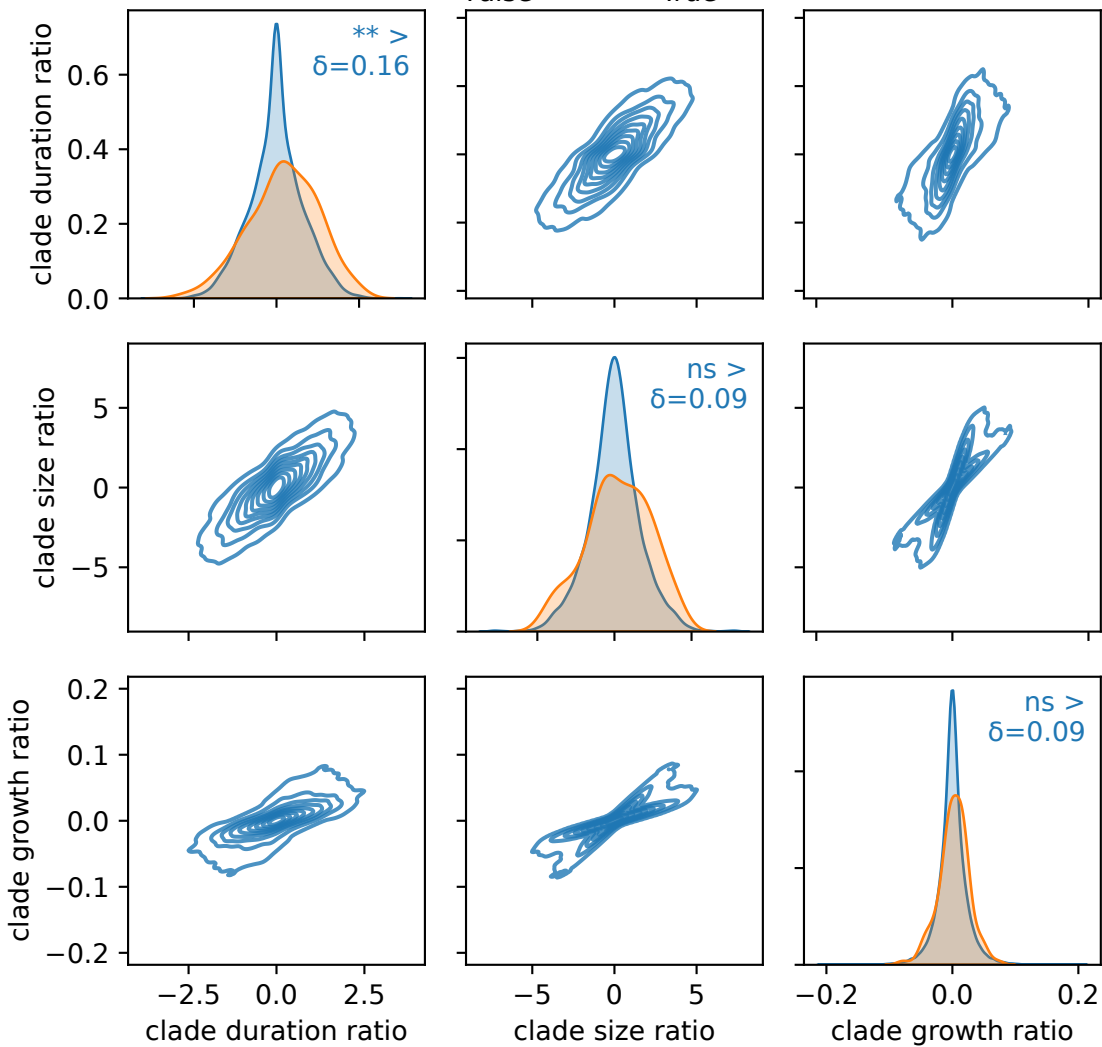 clade duration ratio
0.6
0.4
0.2
0.0
** >
δ=0.16
clade size ratio
5
0
−5
ns >
δ=0.09
clade growth ratio
0.2
0.1
0.0
−0.1
−0.2
ns >
δ=0.09
−2.5 0.0 2.5
clade duration ratio
−5 0 5
clade size ratio
−0.2 0.0 0.2
clade growth ratio